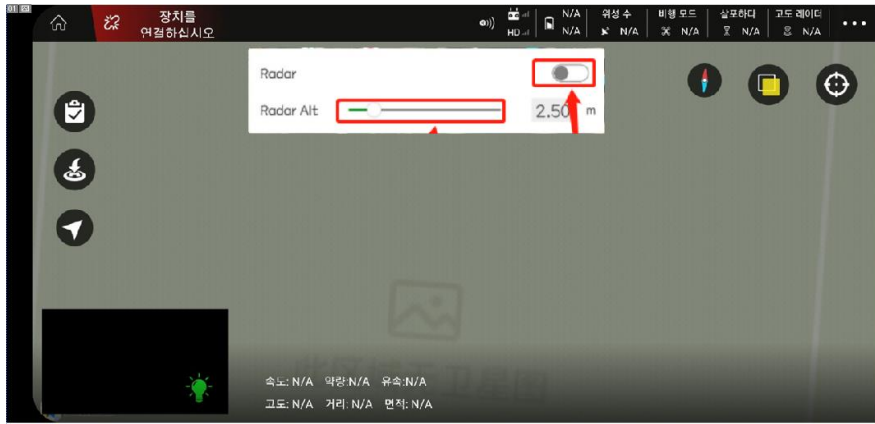 장치를
연결하십시오
HD
N/A
N/A
위성 수
N/A
비행 모드
N/A
살포하다
N/A
고도 레이더
N/A
Radar
Radar Alt 2.50 m
속도: N/A 약량:N/A 유속:N/A
고도: N/A 거리: N/A 면적: N/A